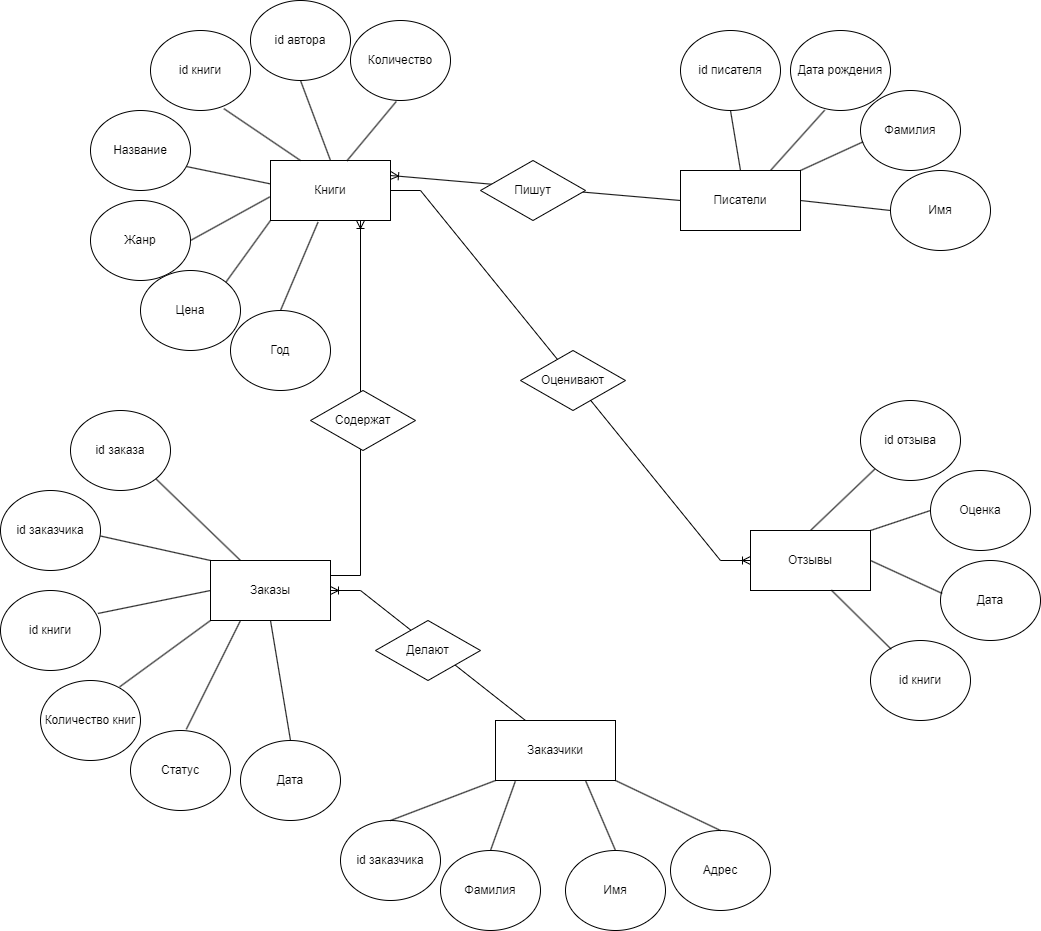 id автора
Количество
id книги
id писателя
Дата рождения
Фамилия
Название
Книги
Пишут
Писатели
Имя
Жанр
Цена
Год
Оценивают
Содержат
id заказа
id отзыва
Оценка
id заказчика
Заказы
Отзывы
Дата
id книги
Делают
id книги
Количество книг
Статус
Дата
Заказчики
id заказчика
Фамилия
Имя
Адрес